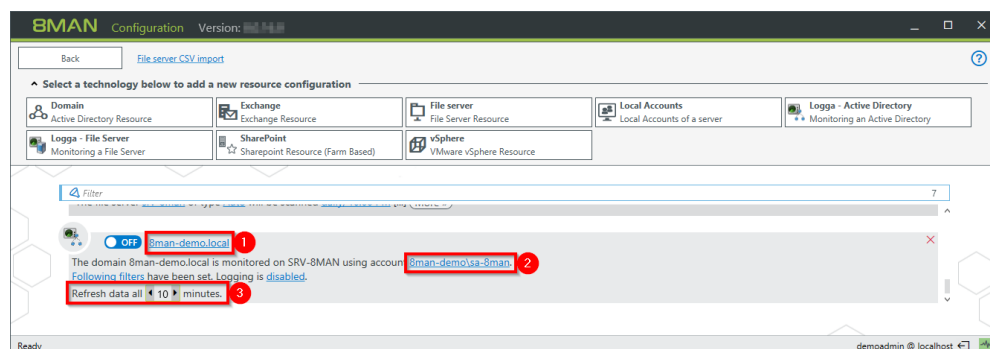 8MAN Configuration Version:
Back File server CSV import
Select a technology below to add a new resource configuration
Domain
Active Directory Resource
Exchange
Exchange Resource
File server
File Server Resource
Local Accounts
Local Accounts of a server
Logga - Active Directory
Monitoring an Active Directory
Logga - File Server
Monitoring a File Server
SharePoint
Sharepoint Resource (Farm Based)
vSphere
VMware vSphere Resource
Filter 7
OFF 8man-demo.local 1
The domain 8man-demo.local is monitored on SRV-8MAN using account 8man-demo\sa-8man. 2
Following filters have been set. Logging is disabled.
Refresh data all 10 minutes. 3
Ready demoadmin @ localhost